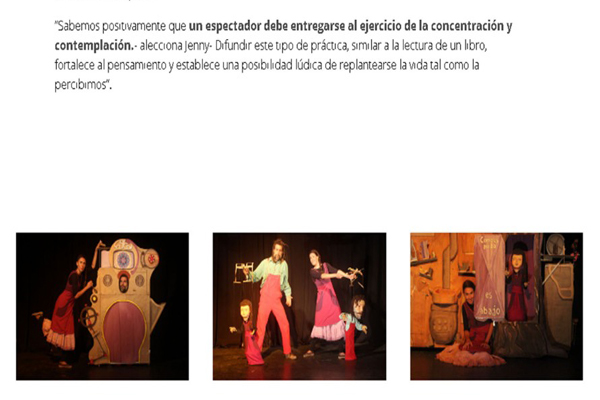 "Sabemos positivamente que un espectador debe entregarse al ejercicio de la concentración y
contemplación.- alecciona Jenny- Difundir este tipo de práctica, similar a la lectura de un libro,
fortalece al pensamiento y establece una posibilidad lúdica de replantearse la vida tal como la
percibimos".